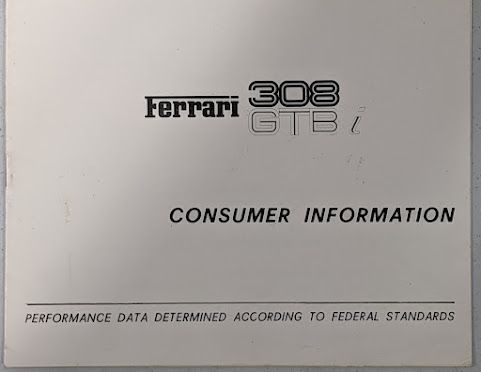 Ferrari 308
GTB i
CONSUMER INFORMATION
PERFORMANCE DATA DETERMINED ACCORDING TO FEDERAL STANDARDS